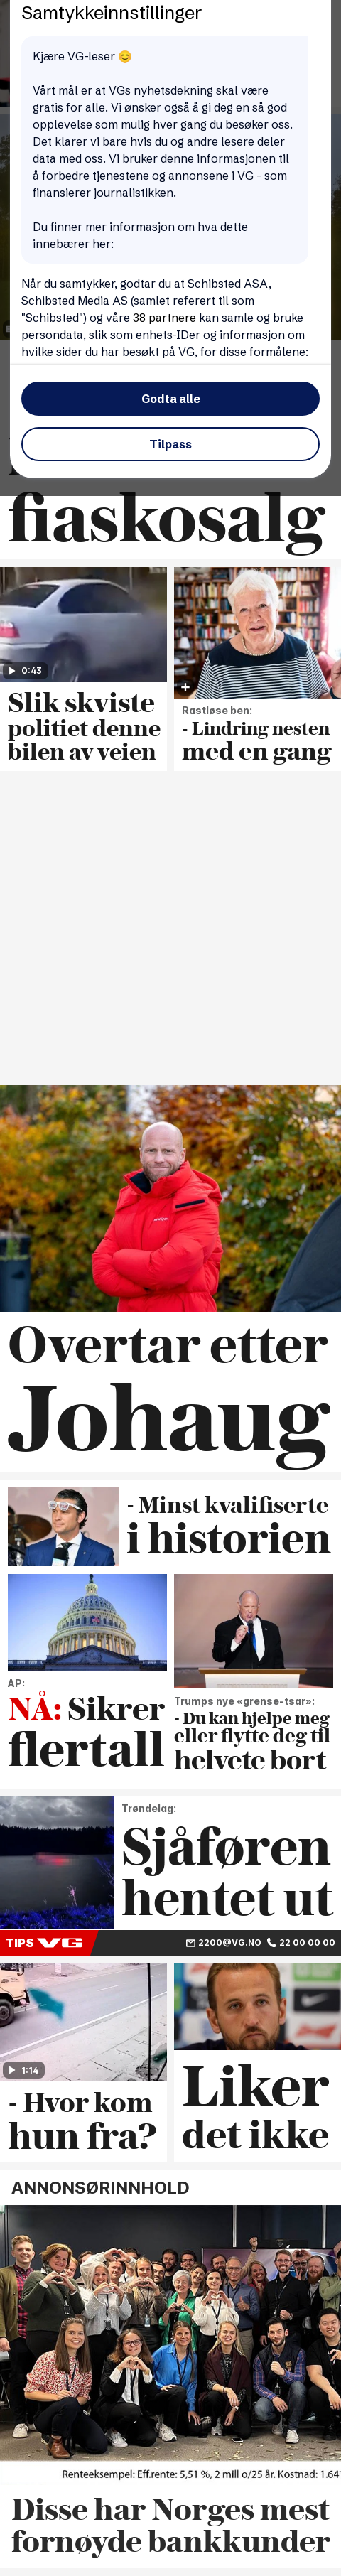 Samtykkeinnstillinger
Kjære VG-leser 😊
Vårt mål er at VGs nyhetsdekning skal være
gratis for alle. Vi ønsker også å gi deg en så god
opplevelse som mulig hver gang du besøker oss.
Det klarer vi bare hvis du og andre lesere deler
data med oss. Vi bruker denne informasjonen til
å forbedre tjenestene og annonsene i VG - som
finansierer journalistikken.
Du finner mer informasjon om hva dette
innebærer her:
Når du samtykker, godtar du at Schibsted ASA,
Schibsted Media AS (samlet referert til som
"Schibsted") og våre 38 partnere kan samle og bruke
persondata, slik som enhets-IDer og informasjon om
hvilke sider du har besøkt på VG, for disse formålene:
Godta alle
Tilpass
fiaskosalg
0:43
Slik skviste
politiet denne
bilen av veien
Rastløse ben:
- Lindring nesten
med en gang
Overtar etter
Johaug
- Minst kvalifiserte
i historien
AP:
NÅ: Sikrer
flertall
Trumps nye «grense-tsar»:
- Du kan hjelpe meg
eller flytte deg til
helvete bort
Trøndelag:
Sjåføren
hentet ut
TIPS VG
2200@VG.NO
22 00 00 00
1:14
- Hvor kom
hun fra?
Liker
det ikke
ANNONSØRINNHOLD
Renteeksempel: Eff.rente: 5,51 %, 2 mill o/25 år. Kostnad: 1.64
Disse har Norges mest
fornøyde bankkunder